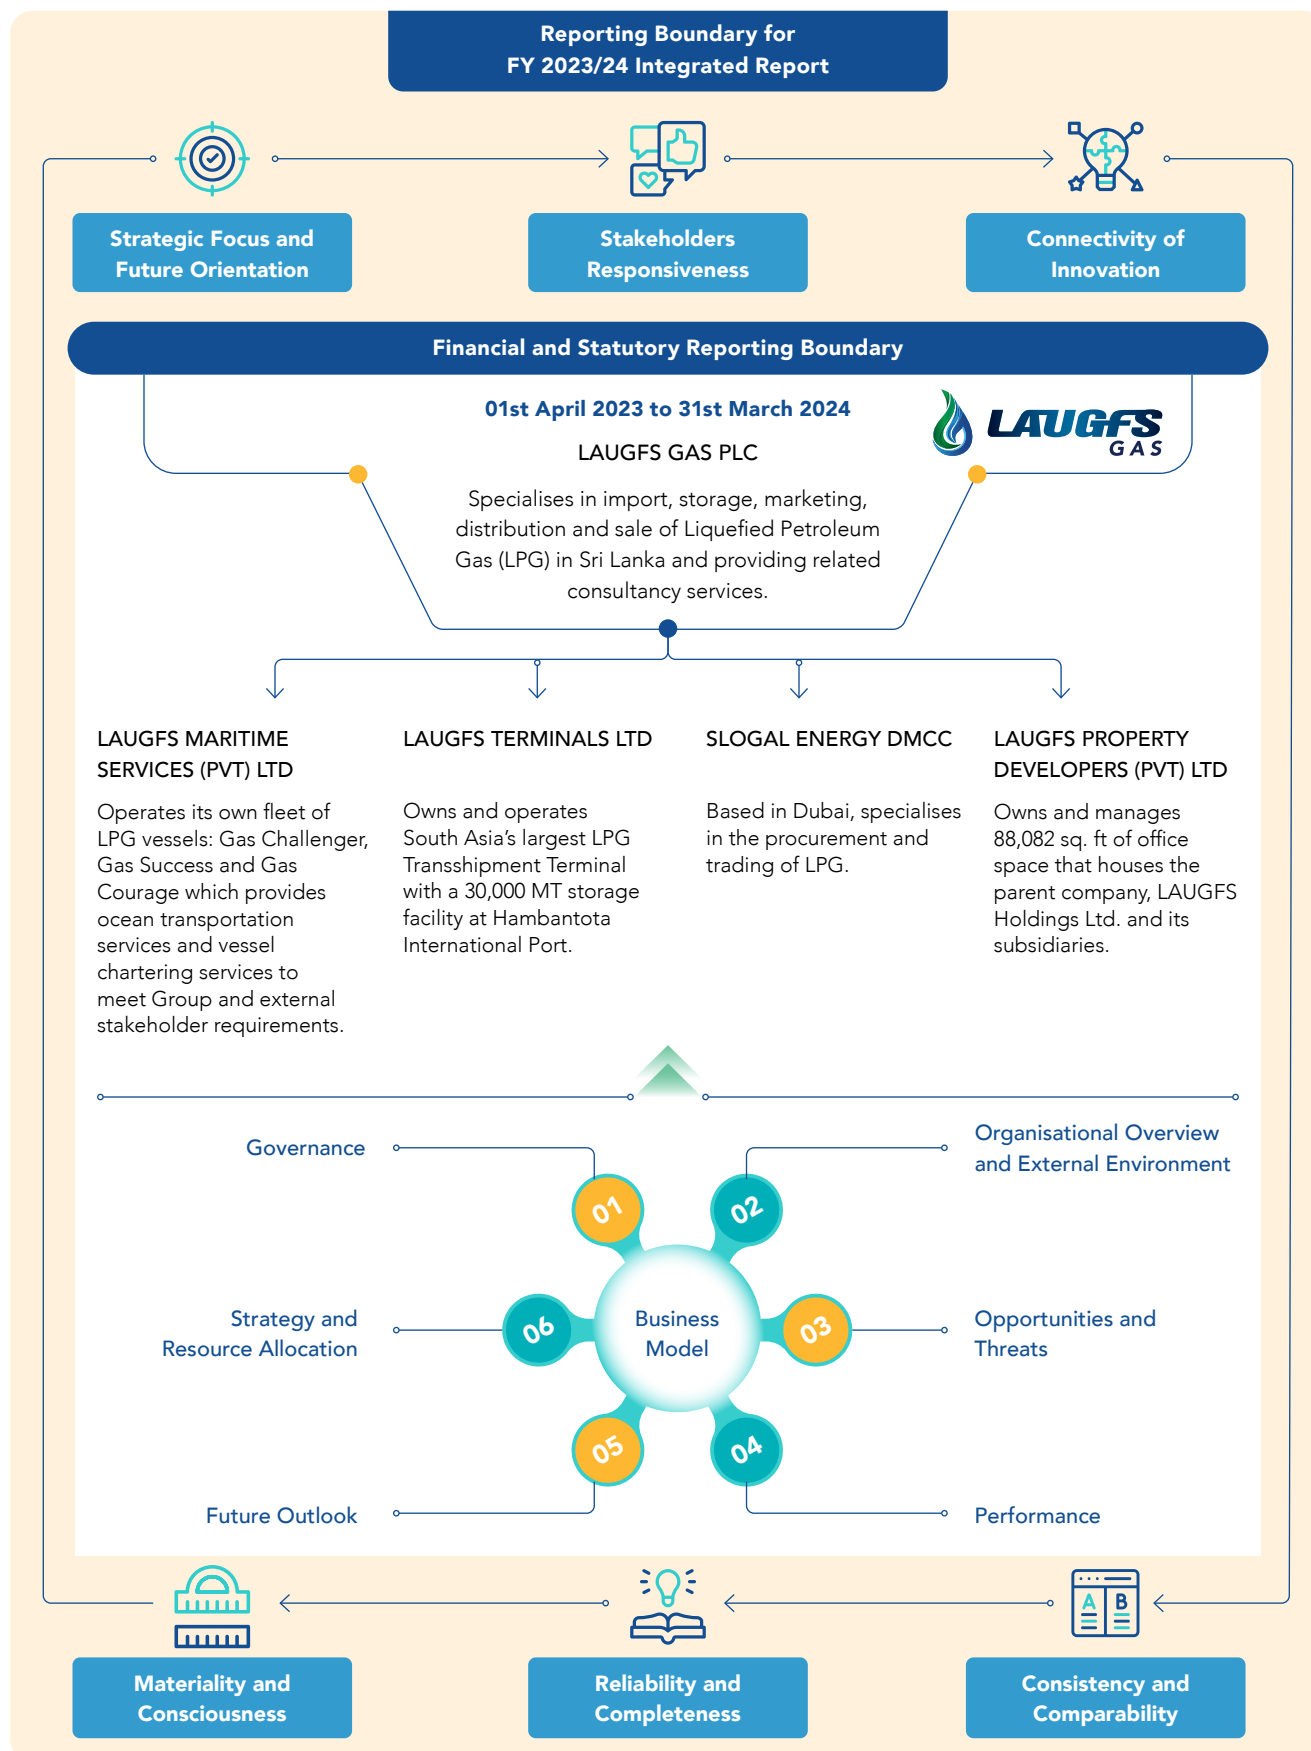 Reporting Boundary for
FY 2023/24 Integrated Report
Strategic Focus and
Future Orientation
Stakeholders
Responsiveness
Connectivity of
Innovation
Financial and Statutory Reporting Boundary
01st April 2023 to 31st March 2024
LAUGFS GAS PLC
LAUGFS
GAS
Specialises in import, storage, marketing,
distribution and sale of Liquefied Petroleum
Gas (LPG) in Sri Lanka and providing related
consultancy services.
LAUGFS MARITIME
SERVICES (PVT) LTD
Operates its own fleet of
LPG vessels: Gas Challenger,
Gas Success and Gas
Courage which provides
ocean transportation
services and vessel
chartering services to
meet Group and external
stakeholder requirements.
LAUGFS TERMINALS LTD
Owns and operates
South Asia’s largest LPG
Transshipment Terminal
with a 30,000 MT storage
facility at Hambantota
International Port.
SLOGAL ENERGY DMCC
Based in Dubai, specialises
in the procurement and
trading of LPG.
LAUGFS PROPERTY
DEVELOPERS (PVT) LTD
Owns and manages
88,082 sq. ft of office
space that houses the
parent company, LAUGFS
Holdings Ltd. and its
subsidiaries.
Governance
01
Organisational Overview
and External Environment
02
Strategy and
Resource Allocation
06
Business
Model
03
Opportunities and
Threats
05
04
Future Outlook
Performance
A B
Materiality and
Consciousness
Reliability and
Completeness
Consistency and
Comparability